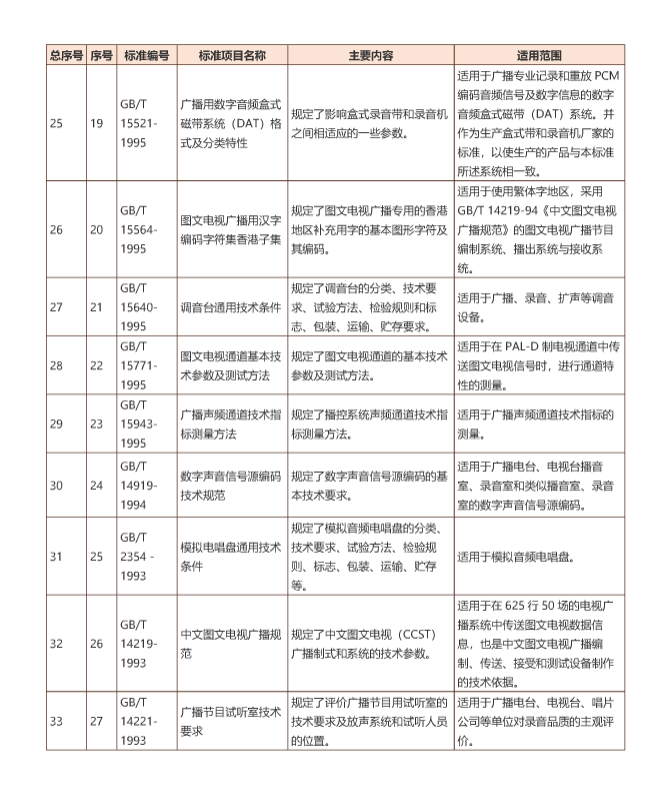 总序号 序号 标准编号 标准项目名称 主要内容 适用范围
25
19
GB/T
15521-
1995
广播用数字音频盒式
磁带系统（DAT）格
式及分类特性
规定了影响盒式录音带和录音机
之间相适应的一些参数。
适用于广播专业记录和重放 PCM
编码音频信号及数字信息的数字
音频盒式磁带（DAT）系统。并
作为生产盒式带和录音机厂家的
标准，以使生产的产品与本标准
所述系统相一致。
26
20
GB/T
15564-
1995
图文电视广播用汉字
编码字符集香港子集
规定了图文电视广播专用的香港
地区补充用字的基本图形字符及
其编码。
适用于使用繁体字地区，采用
GB/T 14219-94《中文图文电视
广播规范》的图文电视广播节目
编制系统、播出系统与接收系
统。
27
21
GB/T
15640-
1995
调音台通用技术条件
规定了调音台的分类、技术要
求、试验方法、检验规则和标
志、包装、运输、贮存要求。
适用于广播、录音、扩声等调音
设备。
28
22
GB/T
15771-
1995
图文电视通道基本技
术参数及测试方法
规定了图文电视通道的基本技术
参数及测试方法。
适用于在 PAL-D 制电视通道中传
送图文电视信号时，进行通道特
性的测量。
29
23
GB/T
15943-
1995
广播声频通道技术指
标测量方法
规定了播控系统声频通道技术指
标测量方法。
适用于广播声频通道技术指标的
测量。
30
24
GB/T
14919-
1994
数字声音信号源编码
技术规范
规定了数字声音信号源编码的基
本技术要求。
适用于广播电台、电视台播音
室、录音室和类似播音室、录音
室的数字声音信号源编码。
31
25
GB/T
2354 -
1993
模拟电唱盘通用技术
条件
规定了模拟音频电唱盘的分类、
技术要求、试验方法、检验规
则、标志、包装、运输、贮存
等。
适用于模拟音频电唱盘。
32
26
GB/T
14219-
1993
中文图文电视广播规
范
规定了中文图文电视（CCST）
广播制式和系统的技术参数。
适用于在 625 行 50 场的电视广
播系统中传送图文电视数据信
息，也是中文图文电视广播编
制、传送、接受和测试设备制作
的技术依据。
33
27
GB/T
14221-
1993
广播节目试听室技术
要求
规定了评价广播节目用试听室的
技术要求及放声系统和试听人员
的位置。
适用于广播电台、电视台、唱片
公司等单位对录音品质的主观评
价。